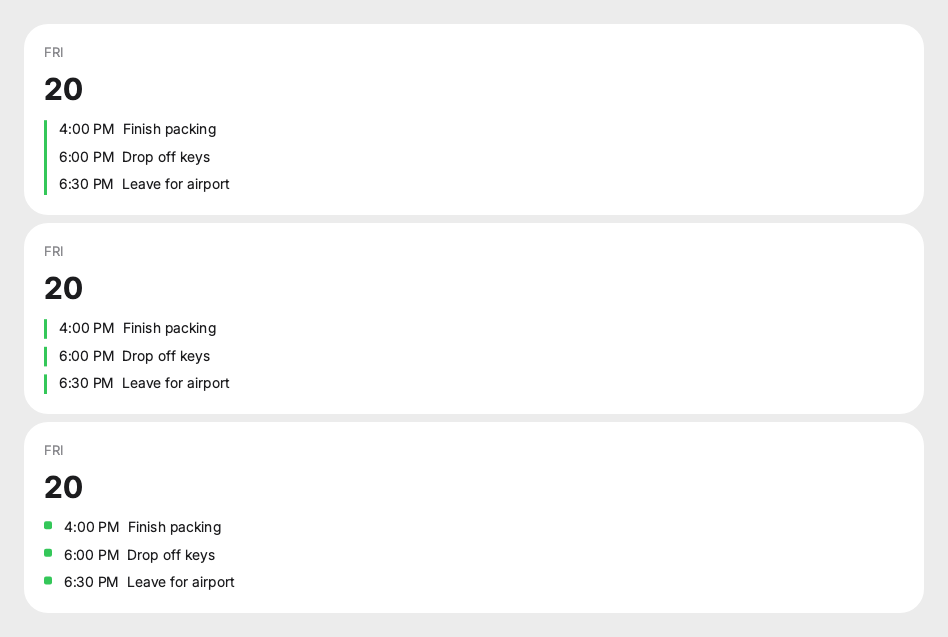 FRI
20
4:00 PM Finish packing
6:00 PM Drop off keys
6:30 PM Leave for airport
FRI
20
4:00 PM Finish packing
6:00 PM Drop off keys
6:30 PM Leave for airport
FRI
20
4:00 PM Finish packing
6:00 PM Drop off keys
6:30 PM Leave for airport